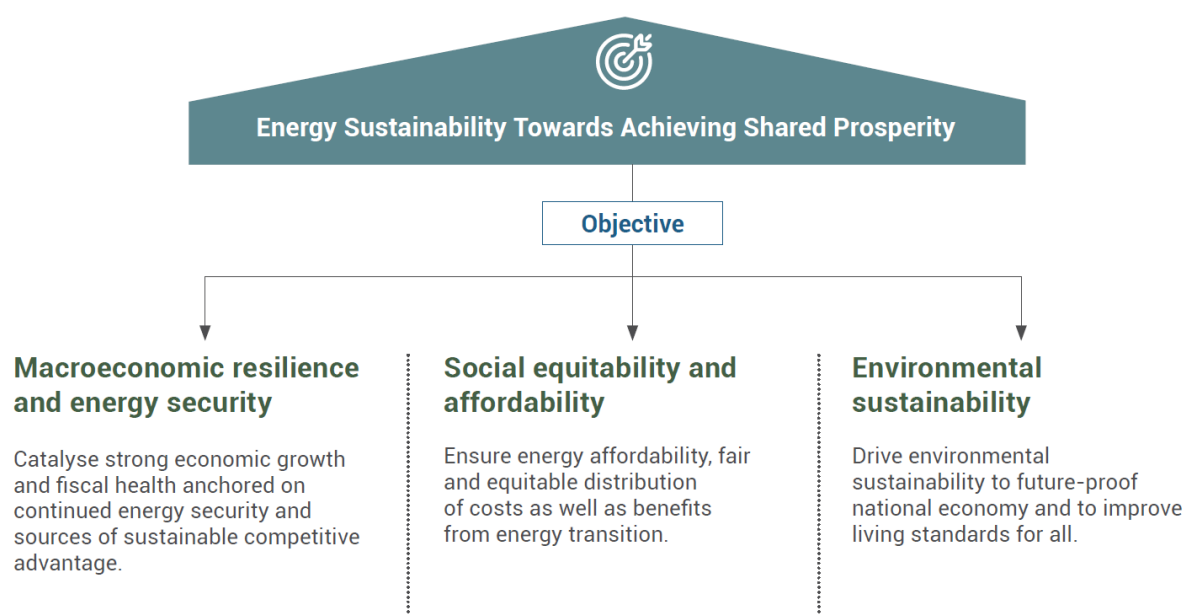 Energy Sustainability Towards Achieving Shared Prosperity
Objective
Macroeconomic resilience
and energy security
Catalyse strong economic growth
and fiscal health anchored on
continued energy security and
sources of sustainable competitive
advantage.
Social equitability and
affordability
Ensure energy affordability, fair
and equitable distribution
of costs as well as benefits
from energy transition.
Environmental
sustainability
Drive environmental
sustainability to future-proof
national economy and to improve
living standards for all.